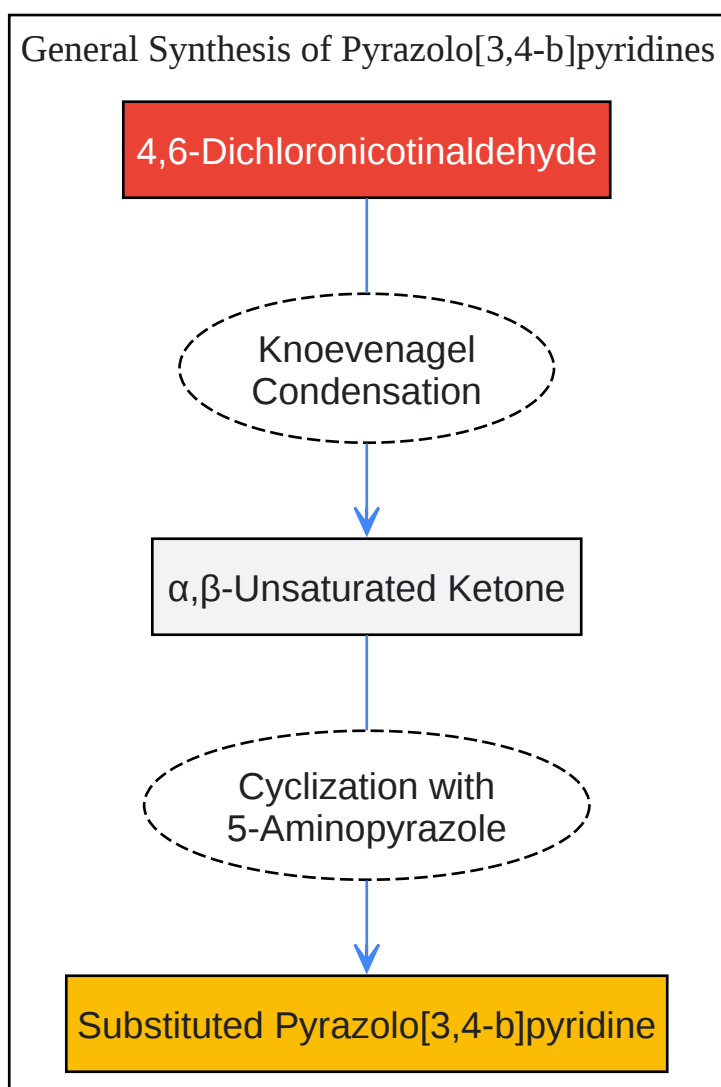 General Synthesis of Pyrazolo[3,4-b]pyridines
4,6-Dichloronicotinaldehyde
Knoevenagel
Condensation
α,β-Unsaturated Ketone
Cyclization with
5-Aminopyrazole
Substituted Pyrazolo[3,4-b]pyridine